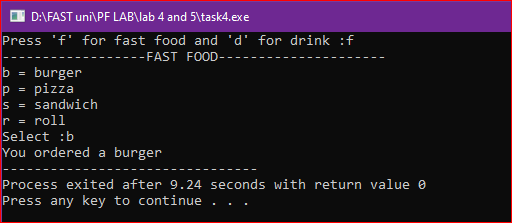 D:\FAST uni\PF LAB\lab 4 and 5\task4.exe
Press 'f' for fast food and 'd' for drink :f
------------------FAST FOOD---------------------
b = burger
p = pizza
s = sandwich
r = roll
Select :b
You ordered a burger
--------------------------------
Process exited after 9.24 seconds with return value 0
Press any key to continue . . .